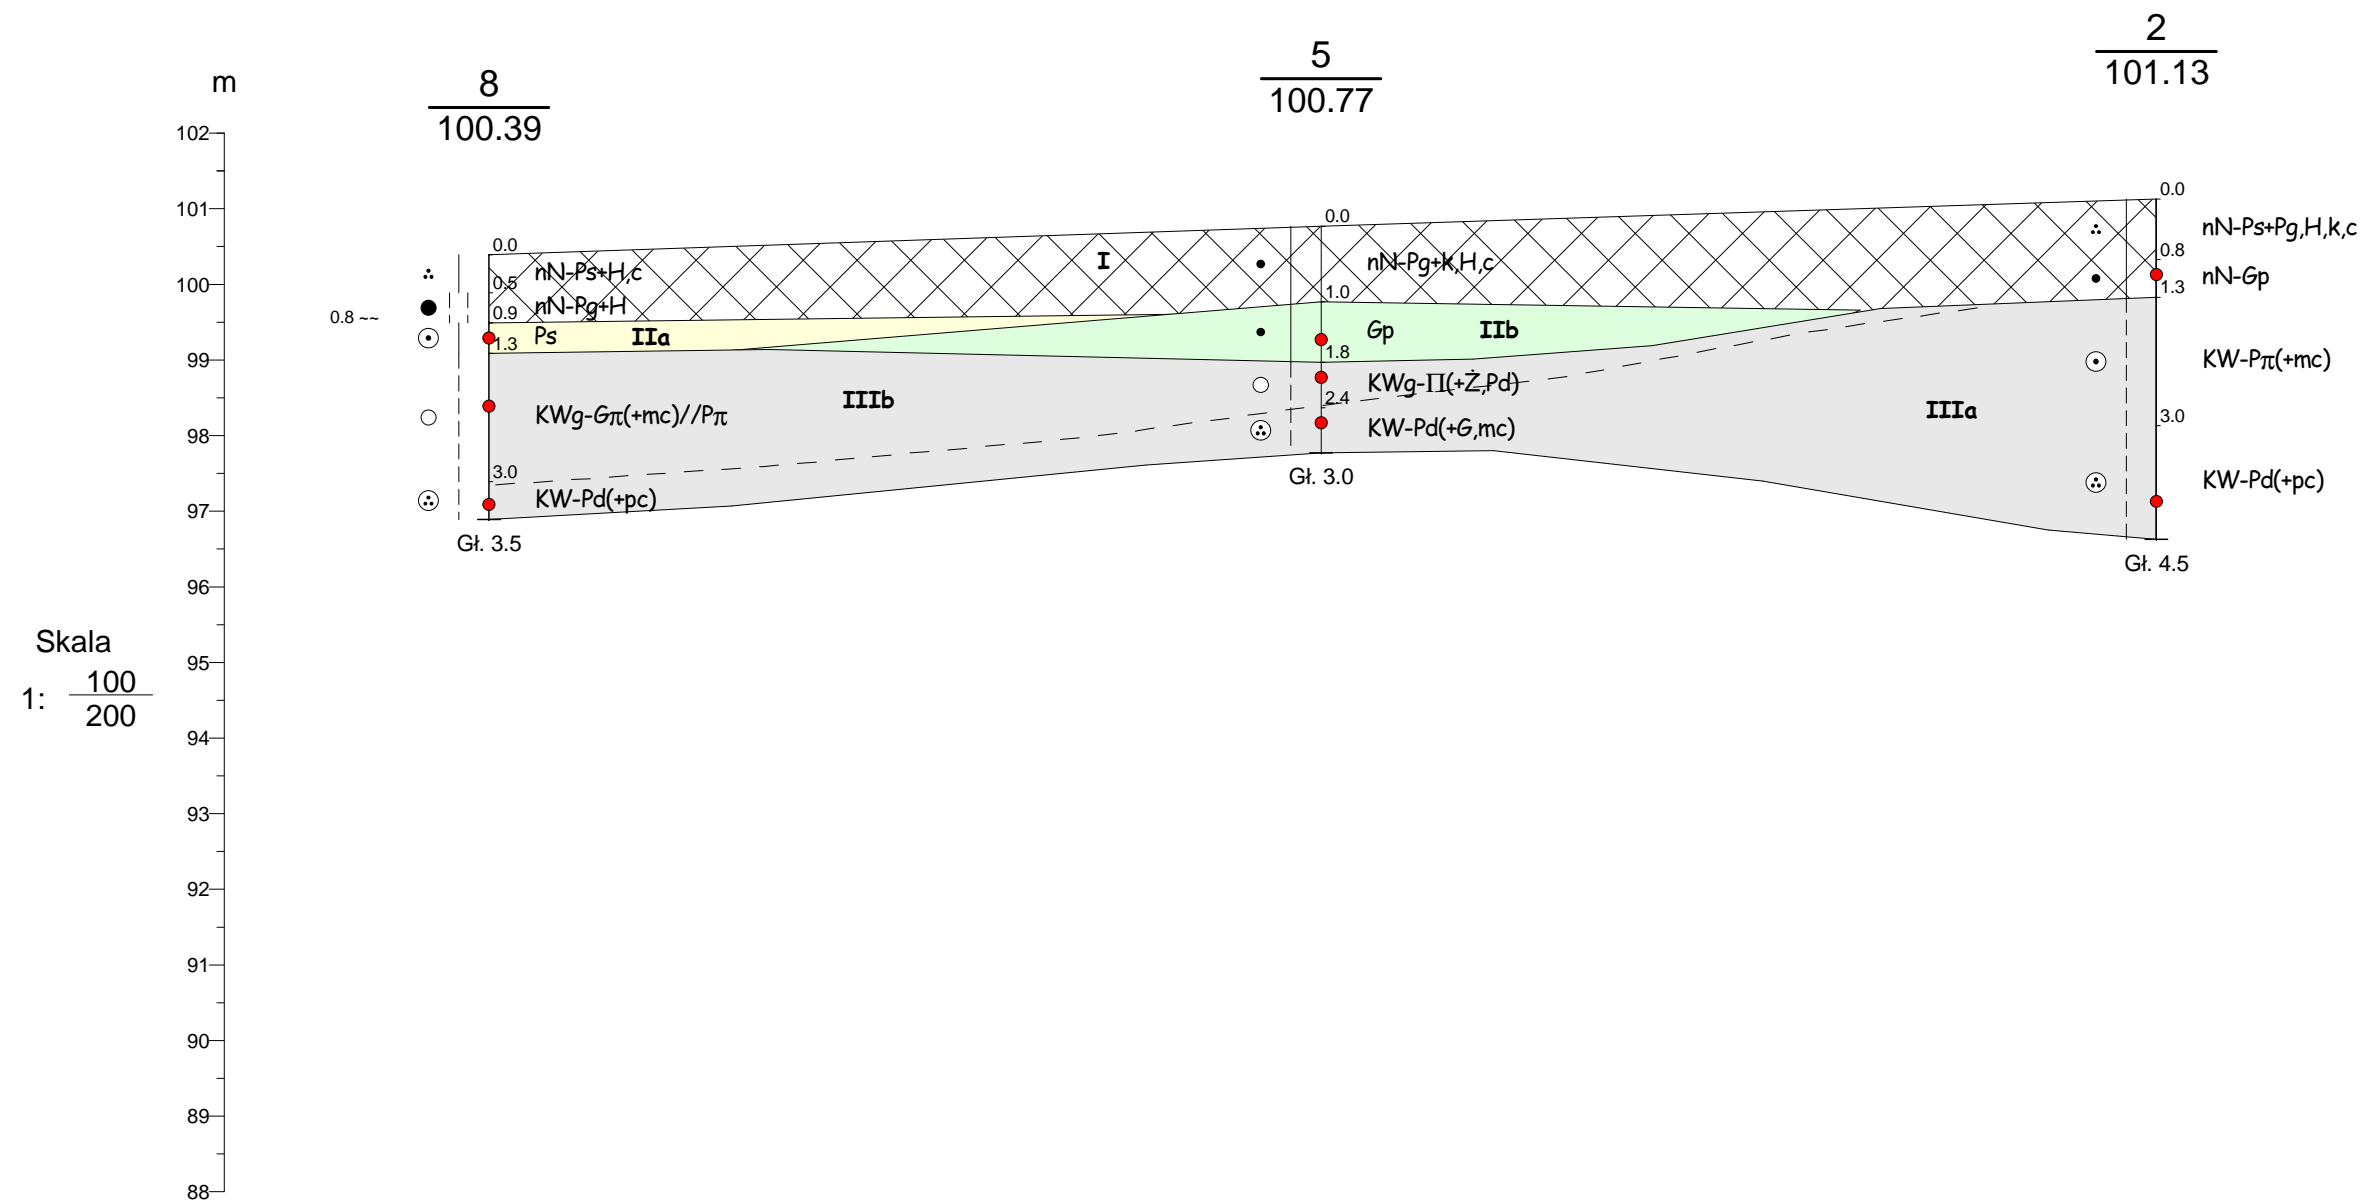 2
101.13
5
100.77
8
100.39
m
102
101
100
99
98
97
96
95
94
93
92
91
90
89
88
Skala
1: 100
200
0.8 ~~
0.0
nN-Ps+H,c
0.5
nN-Pg+H
0.9
Ps
IIa
1.3
KWg-Gπ(+mc)//Pπ
IIIb
3.0
KW-Pd(+pc)
Gł. 3.5
I
0.0
nN-Pg+k,H,c
1.0
Gp
IIb
1.8
KWg-Π(+Ż,Pd)
2.4
KW-Pd(+G,mc)
Gł. 3.0
IIIa
0.0
nN-Ps+Pg,H,k,c
0.8
nN-Gp
1.3
KW-Pπ(+mc)
3.0
KW-Pd(+pc)
Gł. 4.5